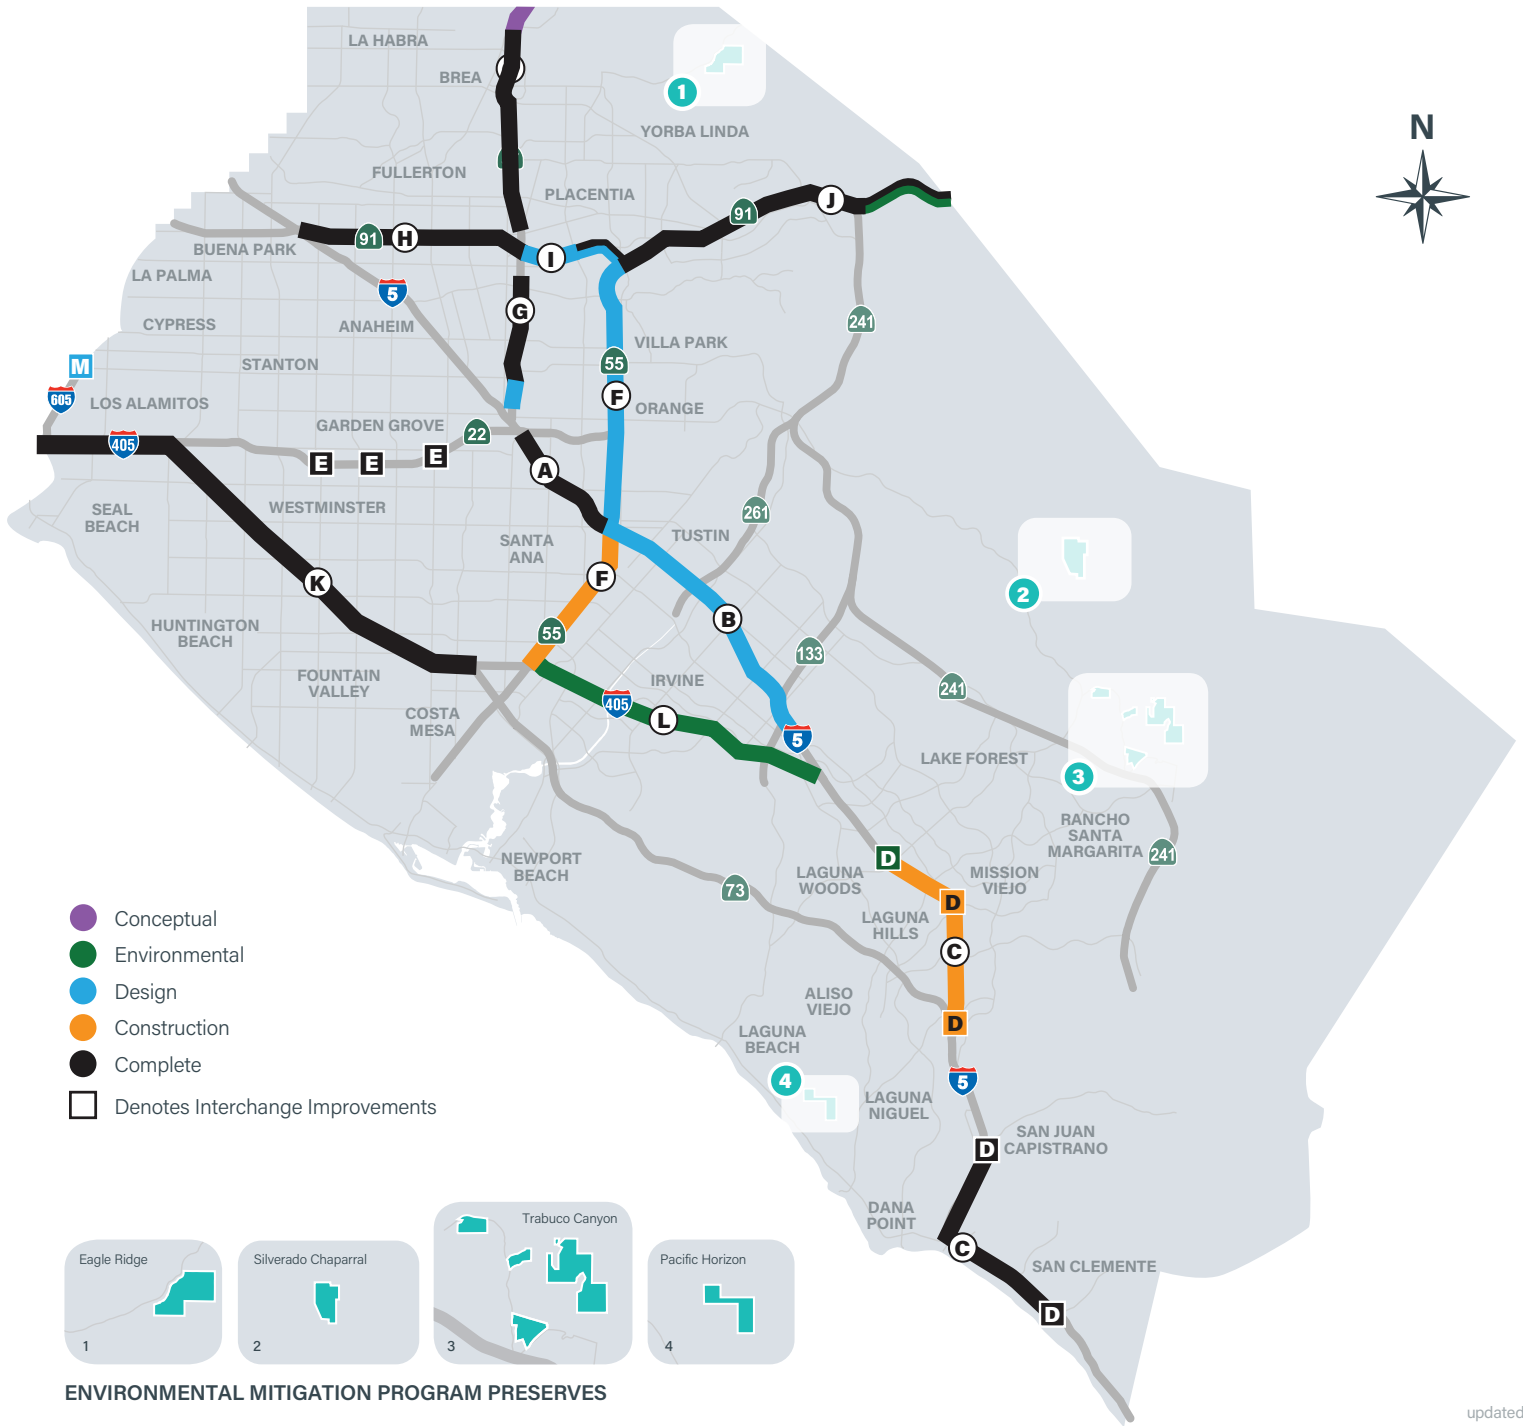 LA HABRA
BREA
1
YORBA LINDA
N
FULLERTON
PLACENTIA
91
J
91
H
I
BUENA PARK
LA PALMA
5
G
241
CYPRESS
ANAHEIM
VILLA PARK
M
STANTON
55
605
LOS ALAMITOS
F
ORANGE
GARDEN GROVE
22
405
E
E
E
A
SEAL
BEACH
WESTMINSTER
261
SANTA
ANA
TUSTIN
K
F
2
B
HUNTINGTON
BEACH
55
133
FOUNTAIN
VALLEY
IRVINE
241
405
L
COSTA
MESA
5
LAKE FOREST
3
RANCHO
SANTA
MARGARITA
241
NEWPORT
BEACH
D
LAGUNA
WOODS
MISSION
VIEJO
73
D
LAGUNA
HILLS
C
ALISO
VIEJO
D
LAGUNA
BEACH
4
5
LAGUNA
NIGUEL
SAN JUAN
CAPISTRANO
D
DANA
POINT
C
SAN CLEMENTE
D
Conceptual
Environmental
Design
Construction
Complete
Denotes Interchange Improvements
Eagle Ridge
1
Silverado Chaparral
2
Trabuco Canyon
3
Pacific Horizon
4
ENVIRONMENTAL MITIGATION PROGRAM PRESERVES
updated